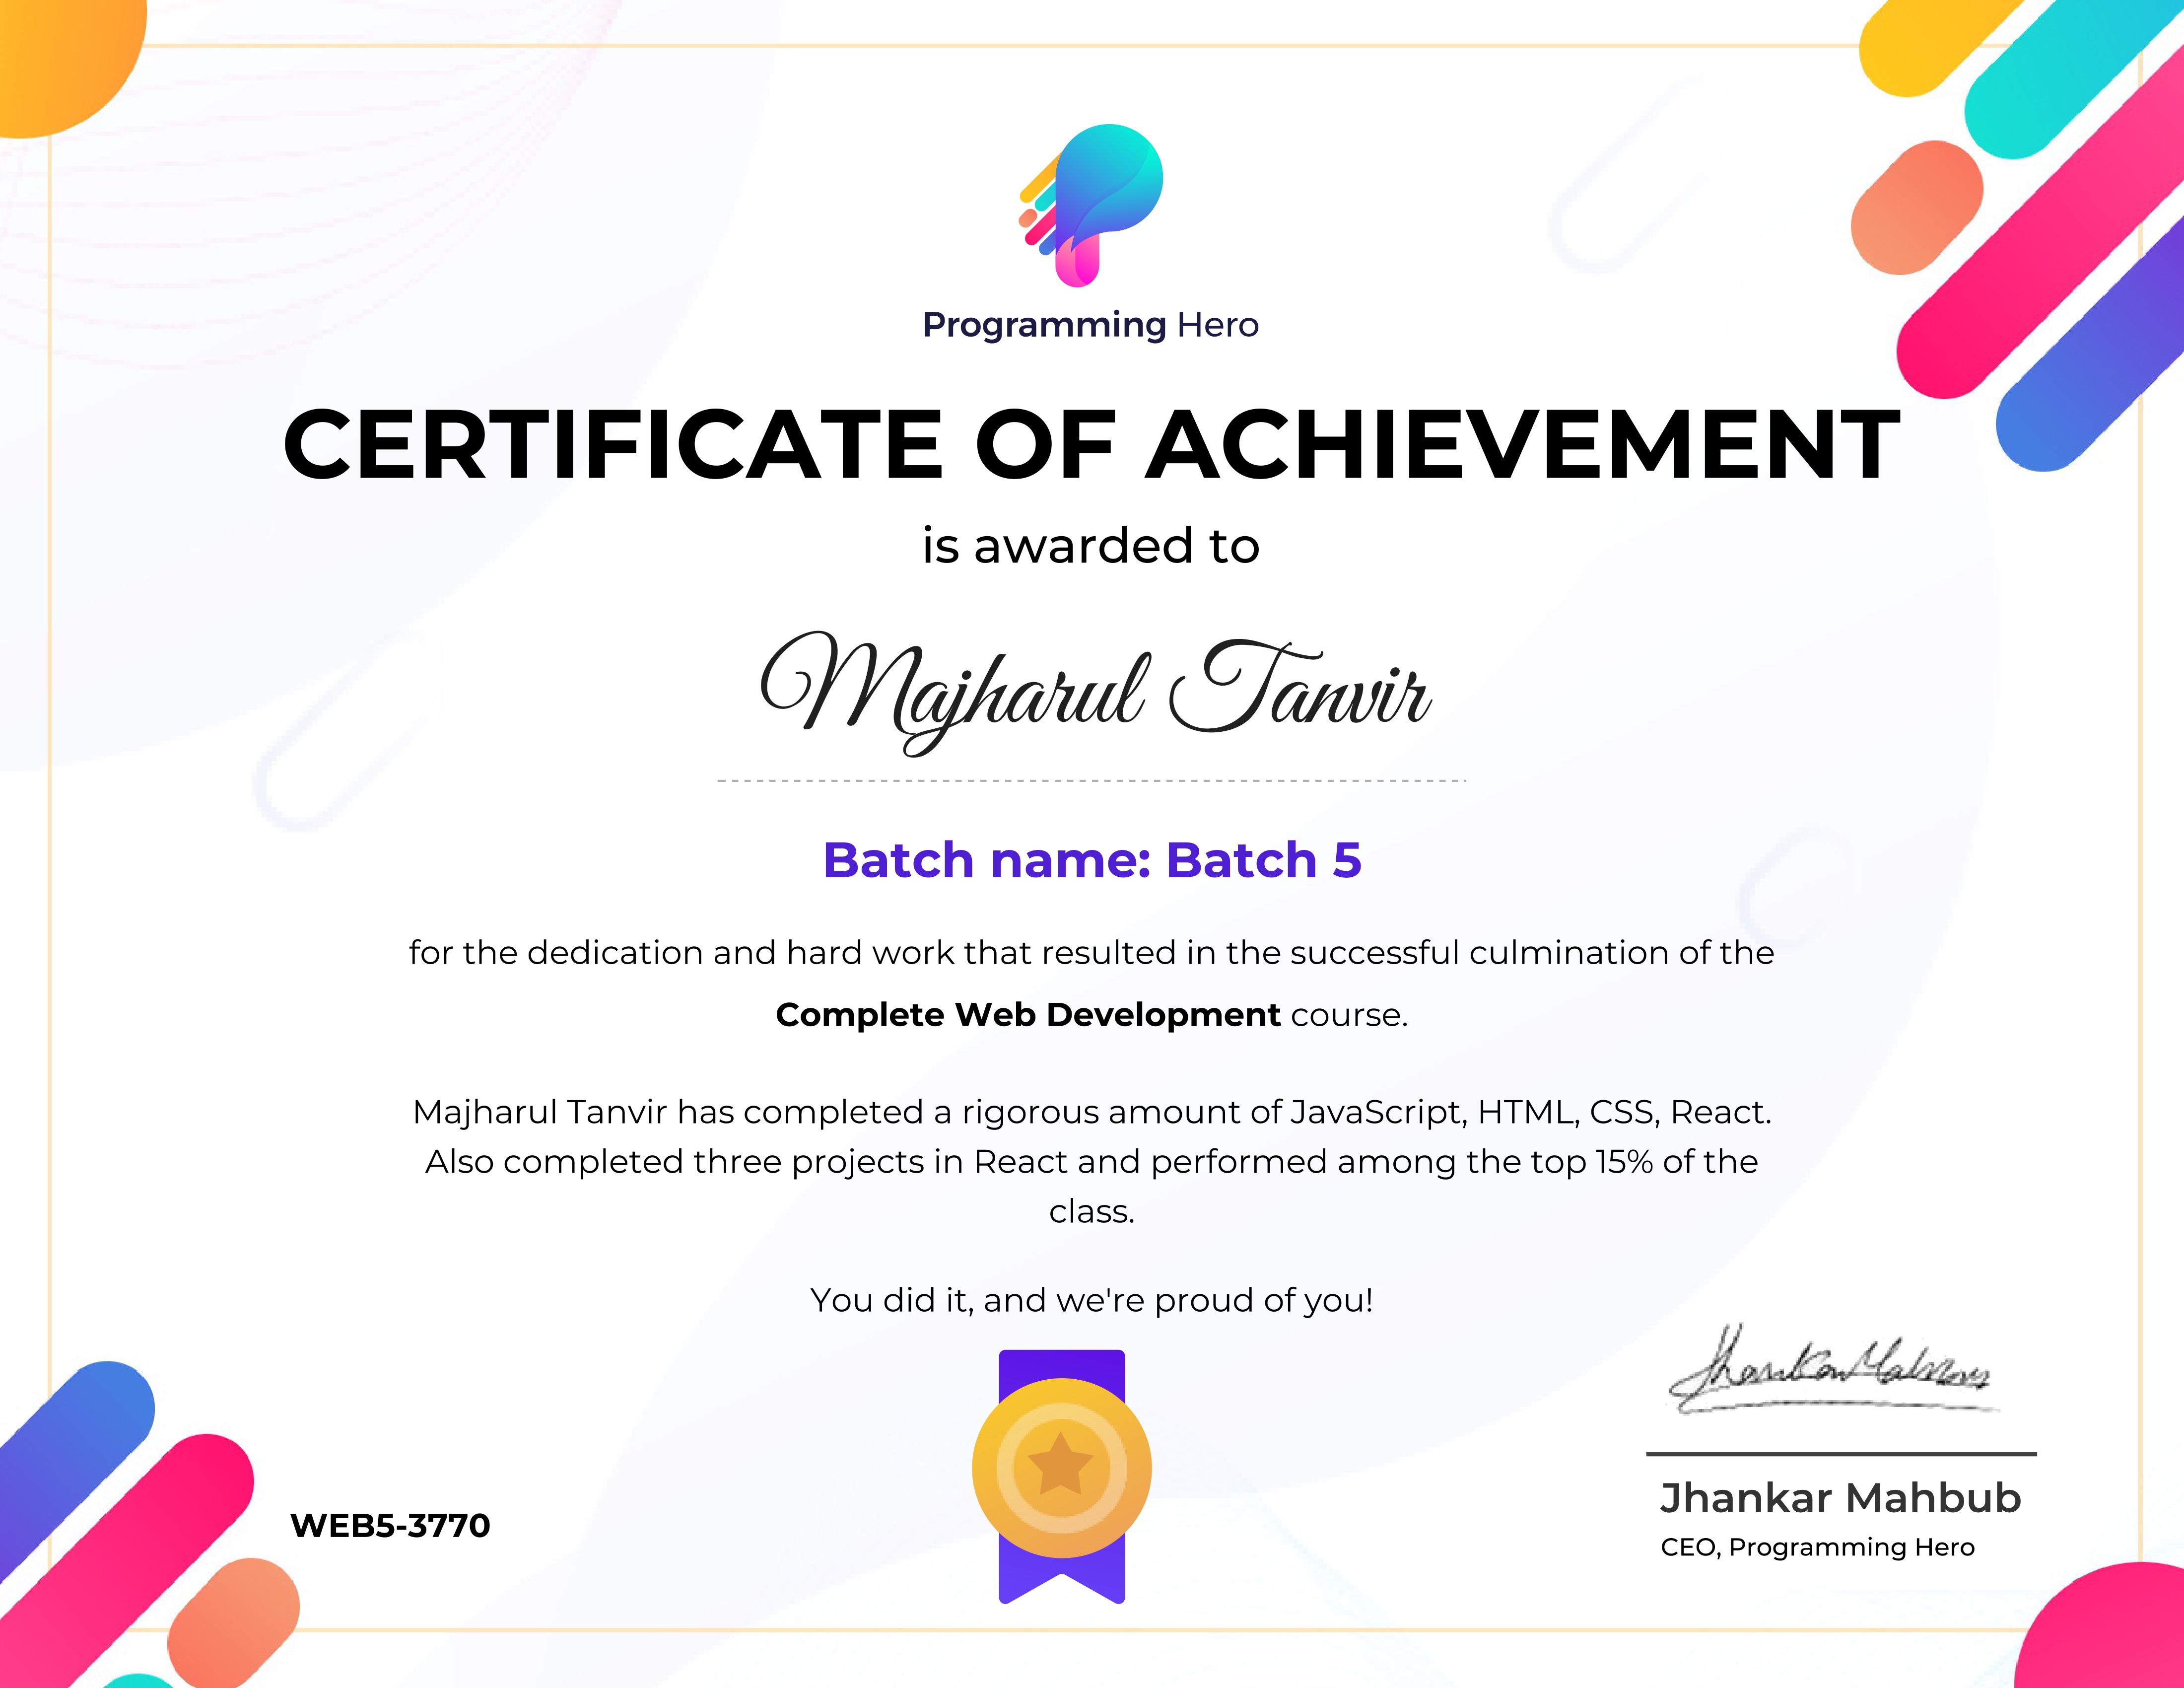 Programming Hero
CERTIFICATE OF ACHIEVEMENT
is awarded to
Majharul Tanvir
Batch name: Batch 5
for the dedication and hard work that resulted in the successful culmination of the
Complete Web Development course.
Majharul Tanvir has completed a rigorous amount of JavaScript, HTML, CSS, React.
Also completed three projects in React and performed among the top 15% of the
class.
You did it, and we're proud of you!
WEB5-3770
Jhankar Mahbub
Jhankar Mahbub
CEO, Programming Hero